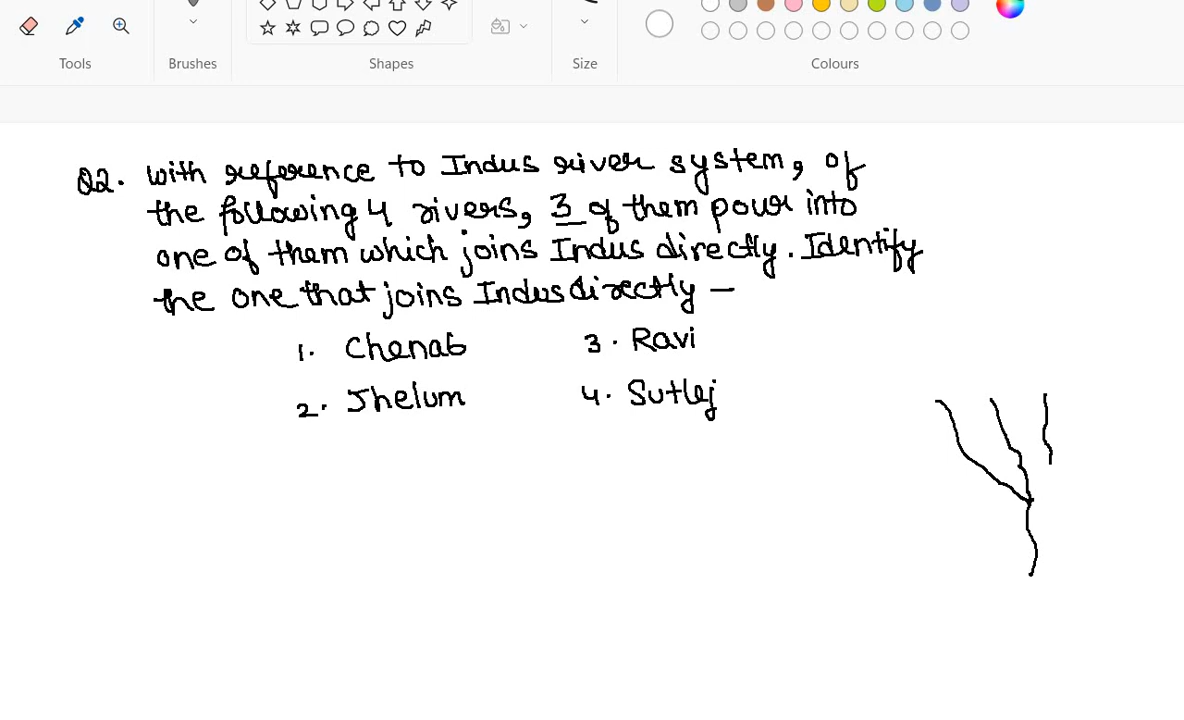 Tools
Brushes
Shapes
Size
Colours
Q2. with reference to Indus river system, of
the following 4 rivers, 3 of them pour into
one of them which joins Indus directly. Identify
the one that joins Indus directly —
1. Chenab 3. Ravi
2. Jhelum 4. Sutlej